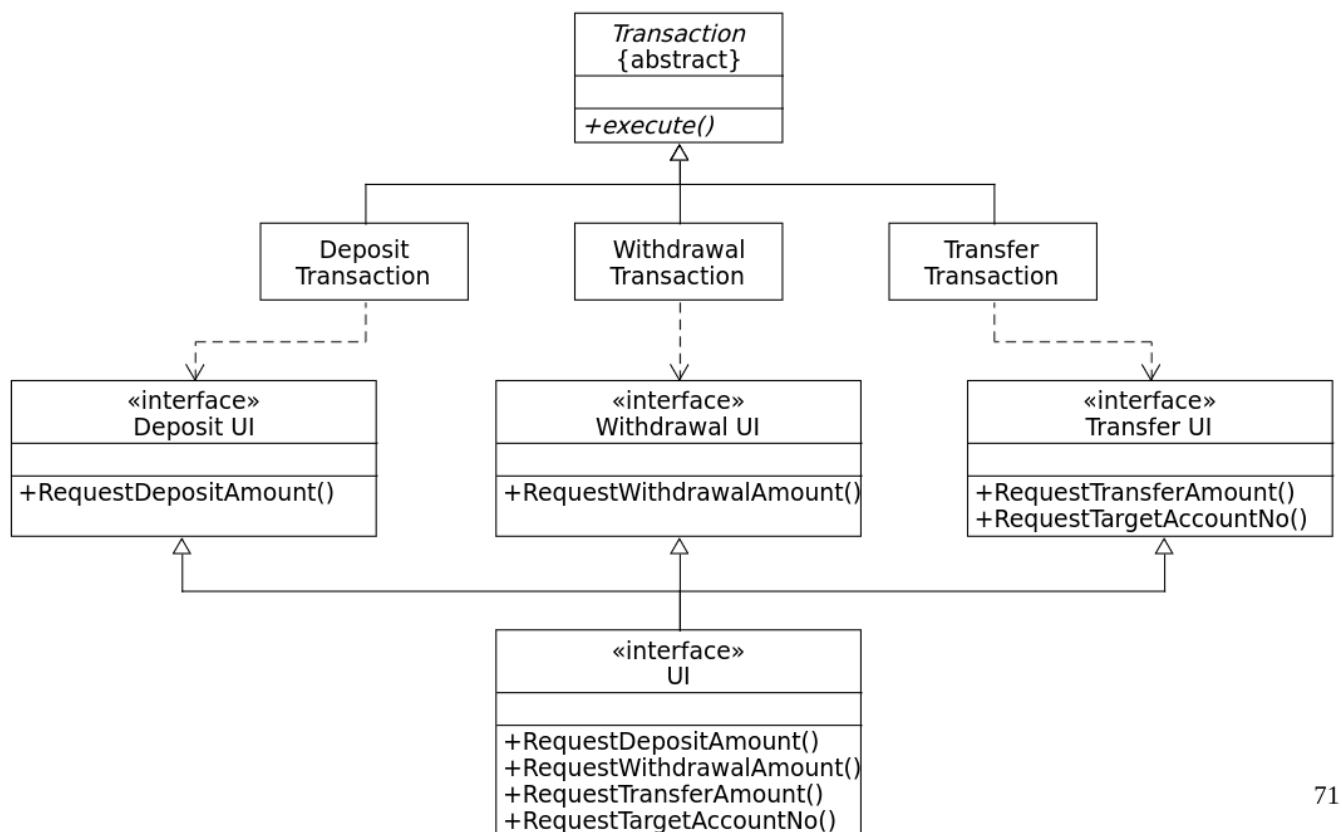 Transaction
{abstract}
+execute()
Deposit
Transaction
Withdrawal
Transaction
Transfer
Transaction
«interface»
Deposit UI
+RequestDepositAmount()
«interface»
Withdrawal UI
+RequestWithdrawalAmount()
«interface»
Transfer UI
+RequestTransferAmount()
+RequestTargetAccountNo()
«interface»
UI
+RequestDepositAmount()
+RequestWithdrawalAmount()
+RequestTransferAmount()
+RequestTargetAccountNo()
71